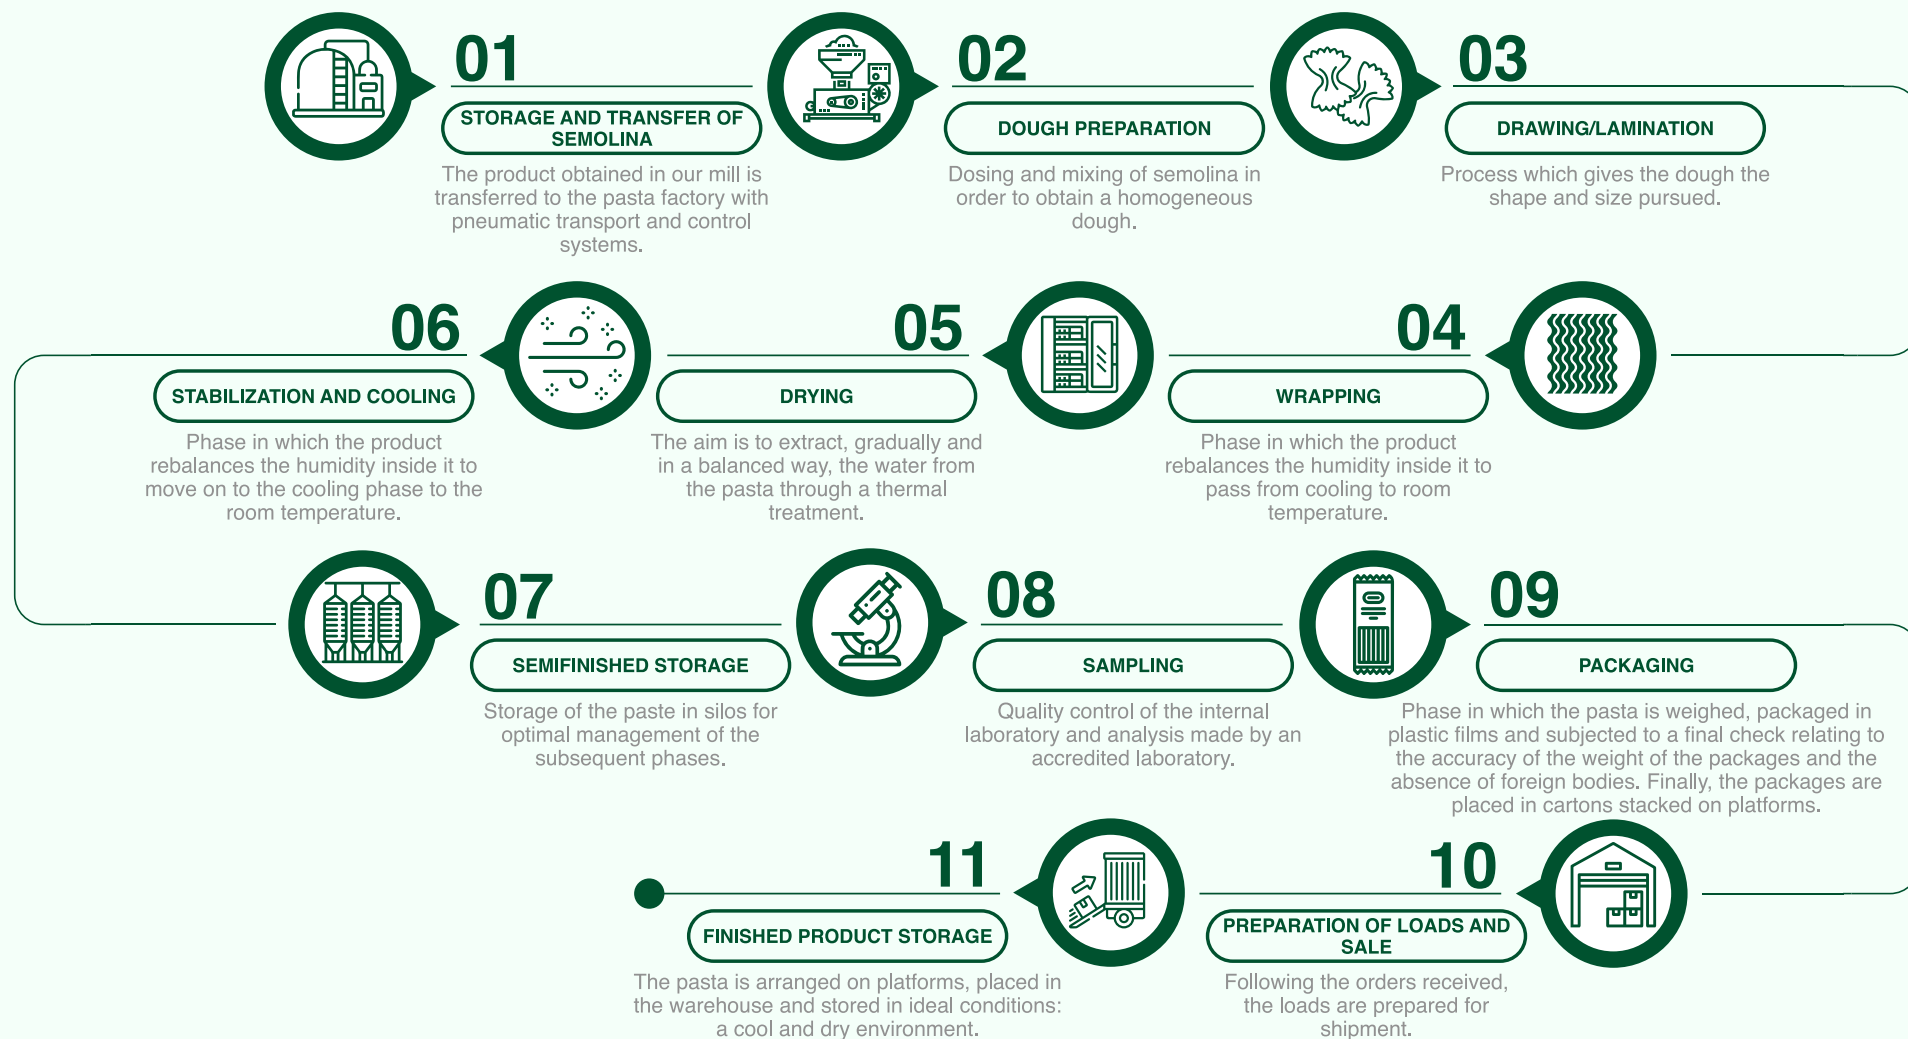 01
STORAGE AND TRANSFER OF
SEMOLINA
The product obtained in our mill is
transferred to the pasta factory with
pneumatic transport and control
systems.
02
DOUGH PREPARATION
Dosing and mixing of semolina in
order to obtain a homogeneous
dough.
03
DRAWING/LAMINATION
Process which gives the dough the
shape and size pursued.
04
WRAPPING
Phase in which the product
rebalances the humidity inside it to
pass from cooling to room
temperature.
05
DRYING
The aim is to extract, gradually and
in a balanced way, the water from
the pasta through a thermal
treatment.
06
STABILIZATION AND COOLING
Phase in which the product
rebalances the humidity inside it to
move on to the cooling phase to the
room temperature.
07
SEMIFINISHED STORAGE
Storage of the paste in silos for
optimal management of the
subsequent phases.
08
SAMPLING
Quality control of the internal
laboratory and analysis made by an
accredited laboratory.
09
PACKAGING
Phase in which the pasta is weighed, packaged in
plastic films and subjected to a final check relating to
the accuracy of the weight of the packages and the
absence of foreign bodies. Finally, the packages are
placed in cartons stacked on platforms.
10
PREPARATION OF LOADS AND
SALE
Following the orders received,
the loads are prepared for
shipment.
11
FINISHED PRODUCT STORAGE
The pasta is arranged on platforms, placed in
the warehouse and stored in ideal conditions:
a cool and dry environment.